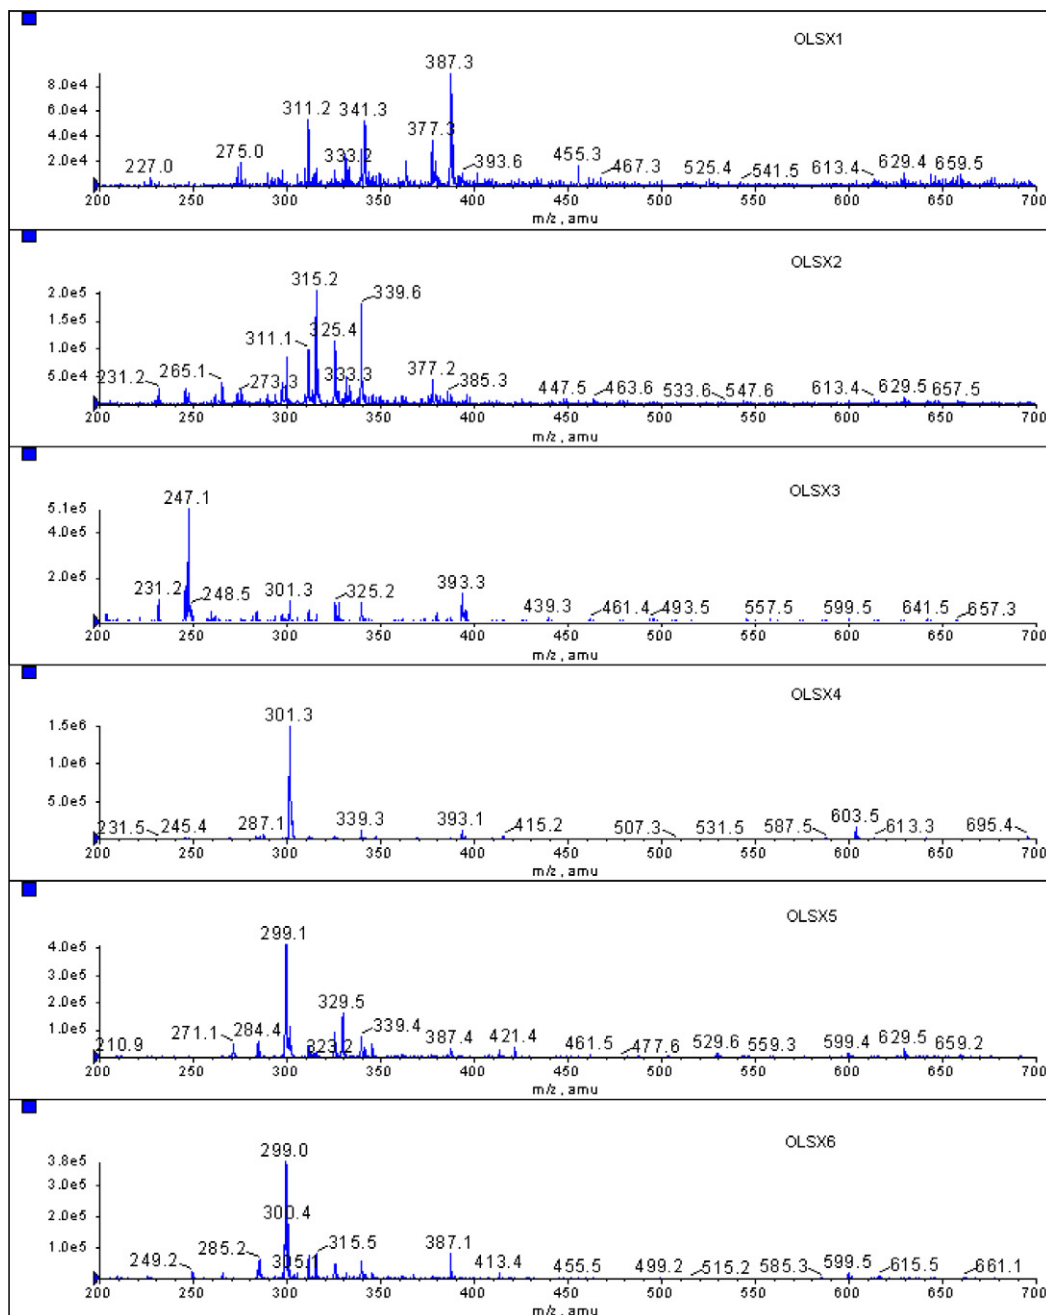 OLSX1
387.3
8.0e4
6.0e4
311.2 341.3
4.0e4
377.3
2.0e4
227.0 275.0 333.2 393.6 455.3 467.3 525.4 541.5 613.4 629.4 659.5
200 250 300 350 400 450 500 550 600 650 700
m/z, amu
OLSX2
315.2
2.0e5
339.6
1.5e5
325.4
1.0e5
311.1
5.0e4
231.2 265.1 273.3 333.3 377.2 385.3 447.5 463.6 533.6 547.6 613.4 629.5 657.5
200 250 300 350 400 450 500 550 600 650 700
m/z, amu
OLSX3
247.1
5.1e5
4.0e5
2.0e5
231.2 248.5 301.3 325.2 393.3 439.3 461.4 493.5 557.5 599.5 641.5 657.3
200 250 300 350 400 450 500 550 600 650 700
m/z, amu
OLSX4
301.3
1.5e6
1.0e6
5.0e5
231.5 245.4 287.1 339.3 393.1 415.2 507.3 531.5 587.5 603.5 613.3 695.4
200 250 300 350 400 450 500 550 600 650 700
m/z, amu
OLSX5
299.1
4.0e5
3.0e5
2.0e5
329.5
1.0e5
210.9 271.1 284.4 323.2 339.4 387.4 421.4 461.5 477.6 529.6 559.3 599.4 629.5 659.2
200 250 300 350 400 450 500 550 600 650 700
m/z, amu
OLSX6
299.0
3.8e5
3.0e5
2.0e5
300.4
1.0e5
249.2 285.2 315.5 387.1 413.4 455.5 499.2 515.2 585.3 599.5 615.5 661.1
200 250 300 350 400 450 500 550 600 650 700
m/z, amu